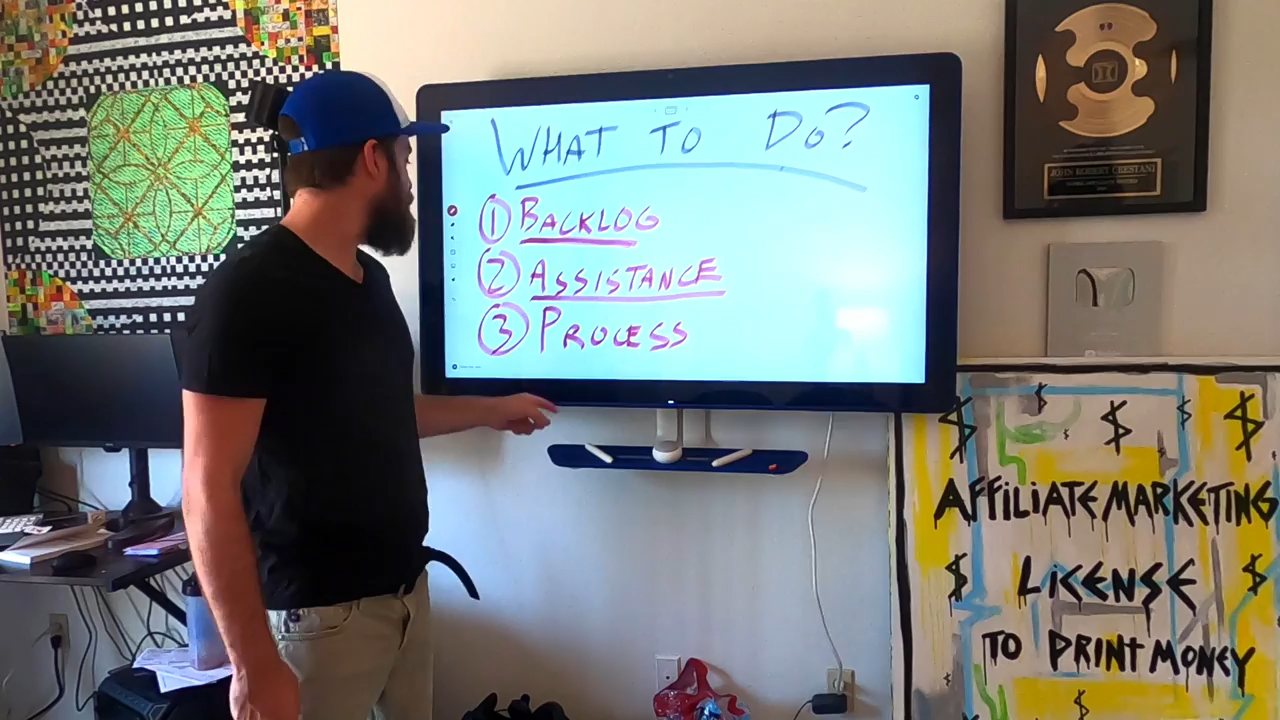 WHAT TO DO?
① BACKLOG
② ASSISTANCE
③ PROCESS
JOHN ROBERT CRESTANI
$ $ $ $ $
AFFILIATE MARKETING
$ LICENSE $
TO PRINT MONEY
$